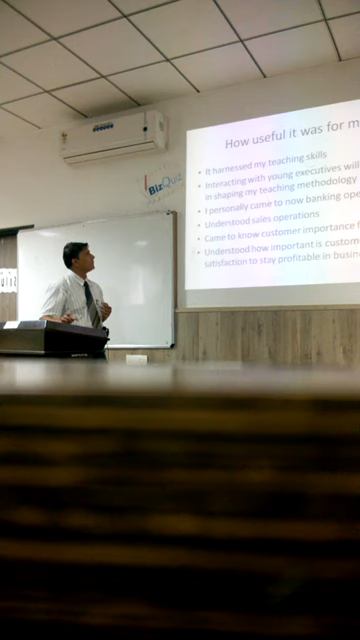 How useful it was for m
• It harnessed my teaching skills
• Interacting with young executives will
in shaping my teaching methodology
• I personally came to now banking ope
• Understood sales operations
• Came to know customer importance
• Understood how important is custom
satisfaction to stay profitable in busin
BizQuiz